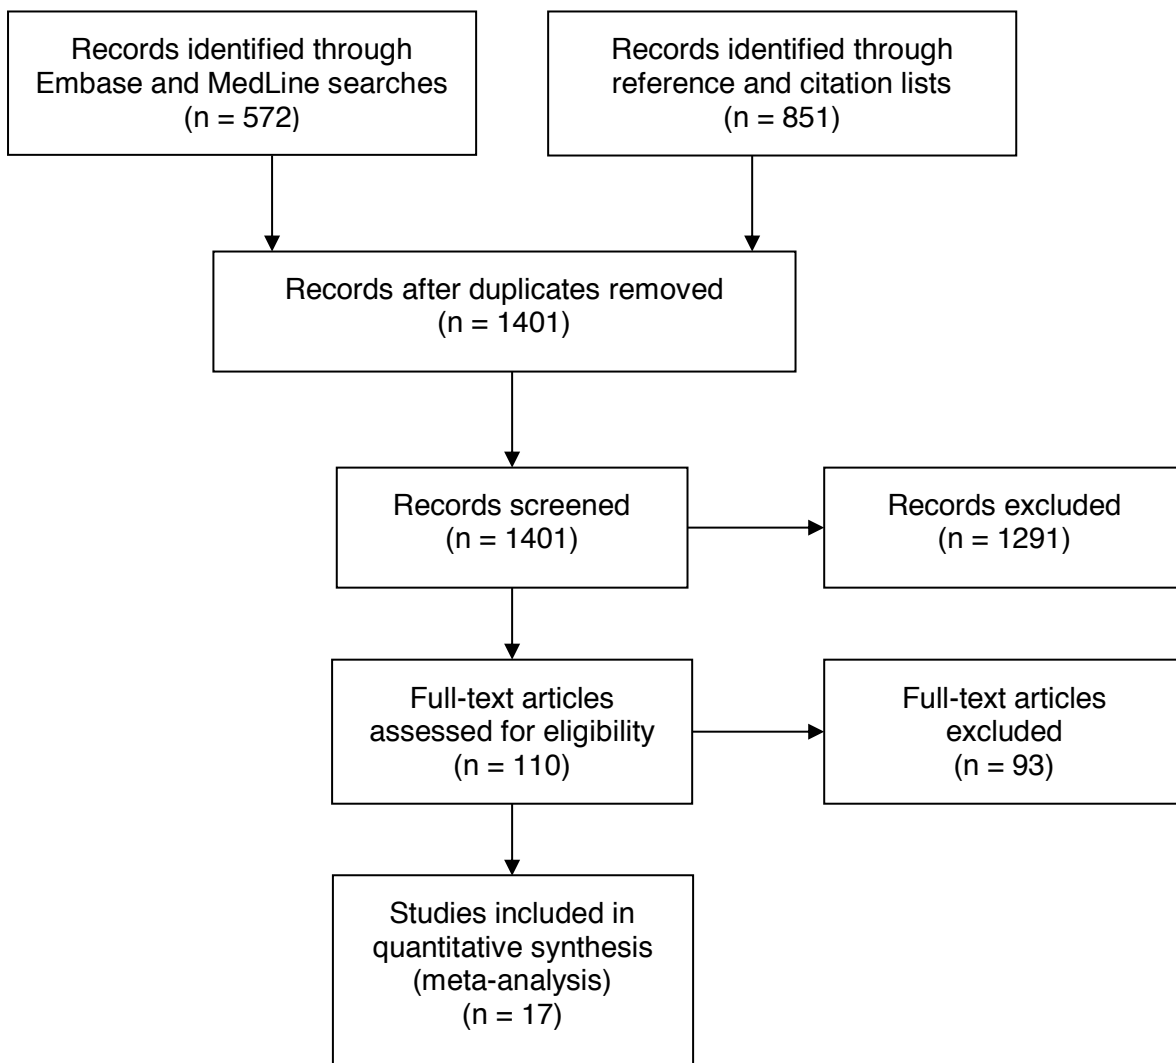 Records identified through
Embase and MedLine searches
(n = 572)
Records identified through
reference and citation lists
(n = 851)
Records after duplicates removed
(n = 1401)
Records screened
(n = 1401)
Records excluded
(n = 1291)
Full-text articles
assessed for eligibility
(n = 110)
Full-text articles
excluded
(n = 93)
Studies included in
quantitative synthesis
(meta-analysis)
(n = 17)